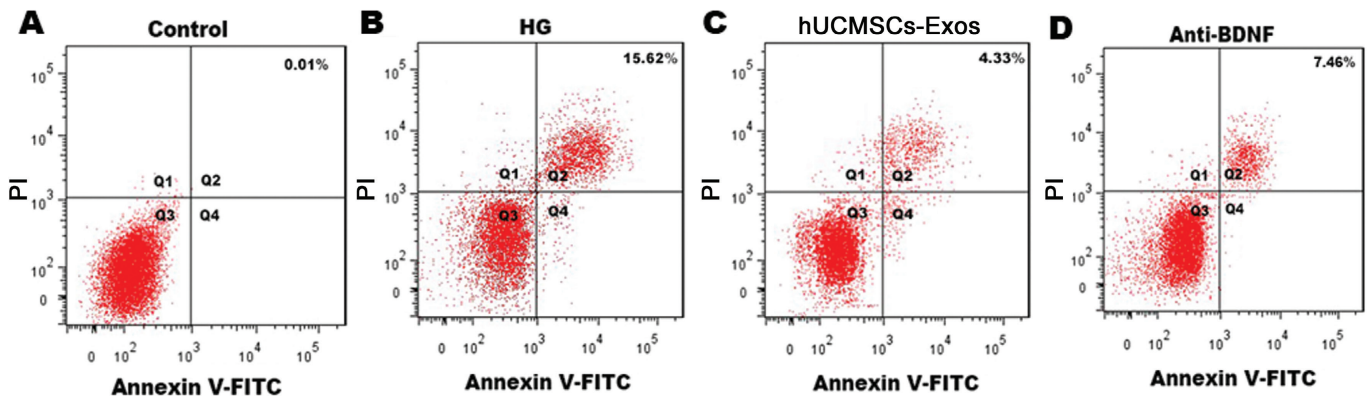 A
Control
0.01%
PI
10^5
10^4
10^3
10^2
0
Q1
Q2
Q3
Q4
0 10^2 10^3 10^4 10^5
Annexin V-FITC
B
HG
15.62%
PI
10^5
10^4
10^3
10^2
0
Q1
Q2
Q3
Q4
0 10^2 10^3 10^4 10^5
Annexin V-FITC
C
hUCMSCs-Exos
4.33%
PI
10^5
10^4
10^3
10^2
0
Q1
Q2
Q3
Q4
0 10^2 10^3 10^4 10^5
Annexin V-FITC
D
Anti-BDNF
7.46%
PI
10^5
10^4
10^3
10^2
0
Q1
Q2
Q3
Q4
0 10^2 10^3 10^4 10^5
Annexin V-FITC